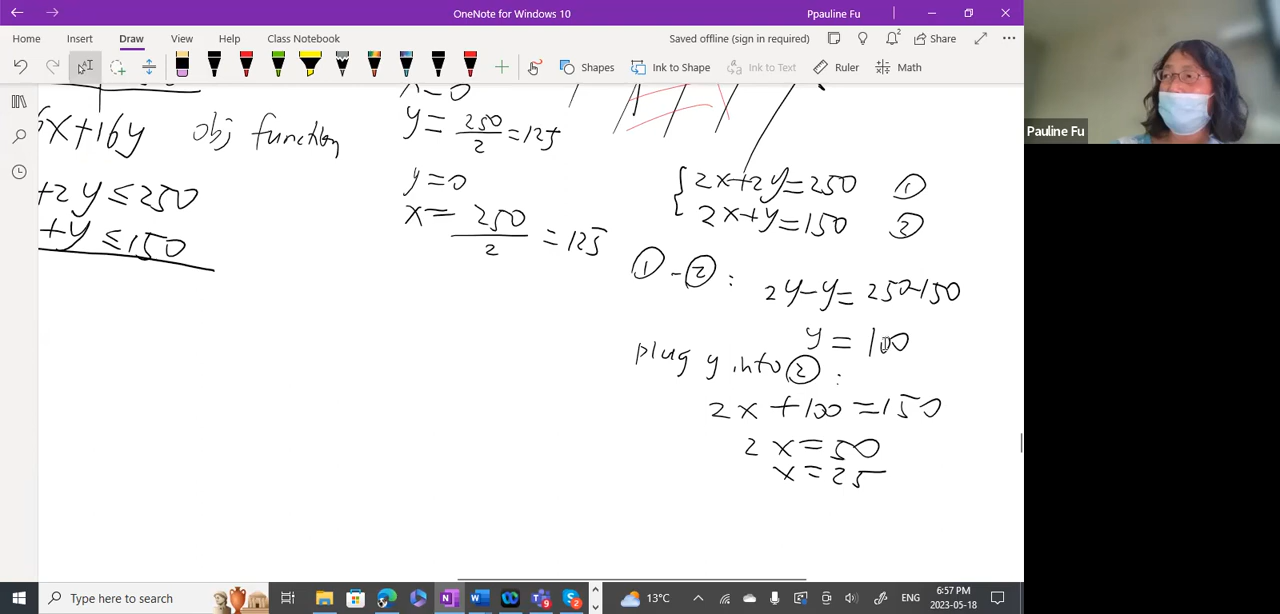 OneNote for Windows 10
Ppauline Fu
Home Insert Draw View Help Class Notebook
Saved offline (sign in required)
Share
Shapes
Ink to Shape
Ink to Text
Ruler
Math
Pauline Fu
6x+16y obj function
+2y≤250
+y≤150
x=0
y=250/2=125
y=0
x=250/2=125
{2x+2y=250 ①
2x+y=150 ②
①-②: 2y-y=250-150
y=100
plug y into ②:
2x+100=150
2x=50
x=25
Type here to search
13°C
ENG
6:57 PM
2023-05-18